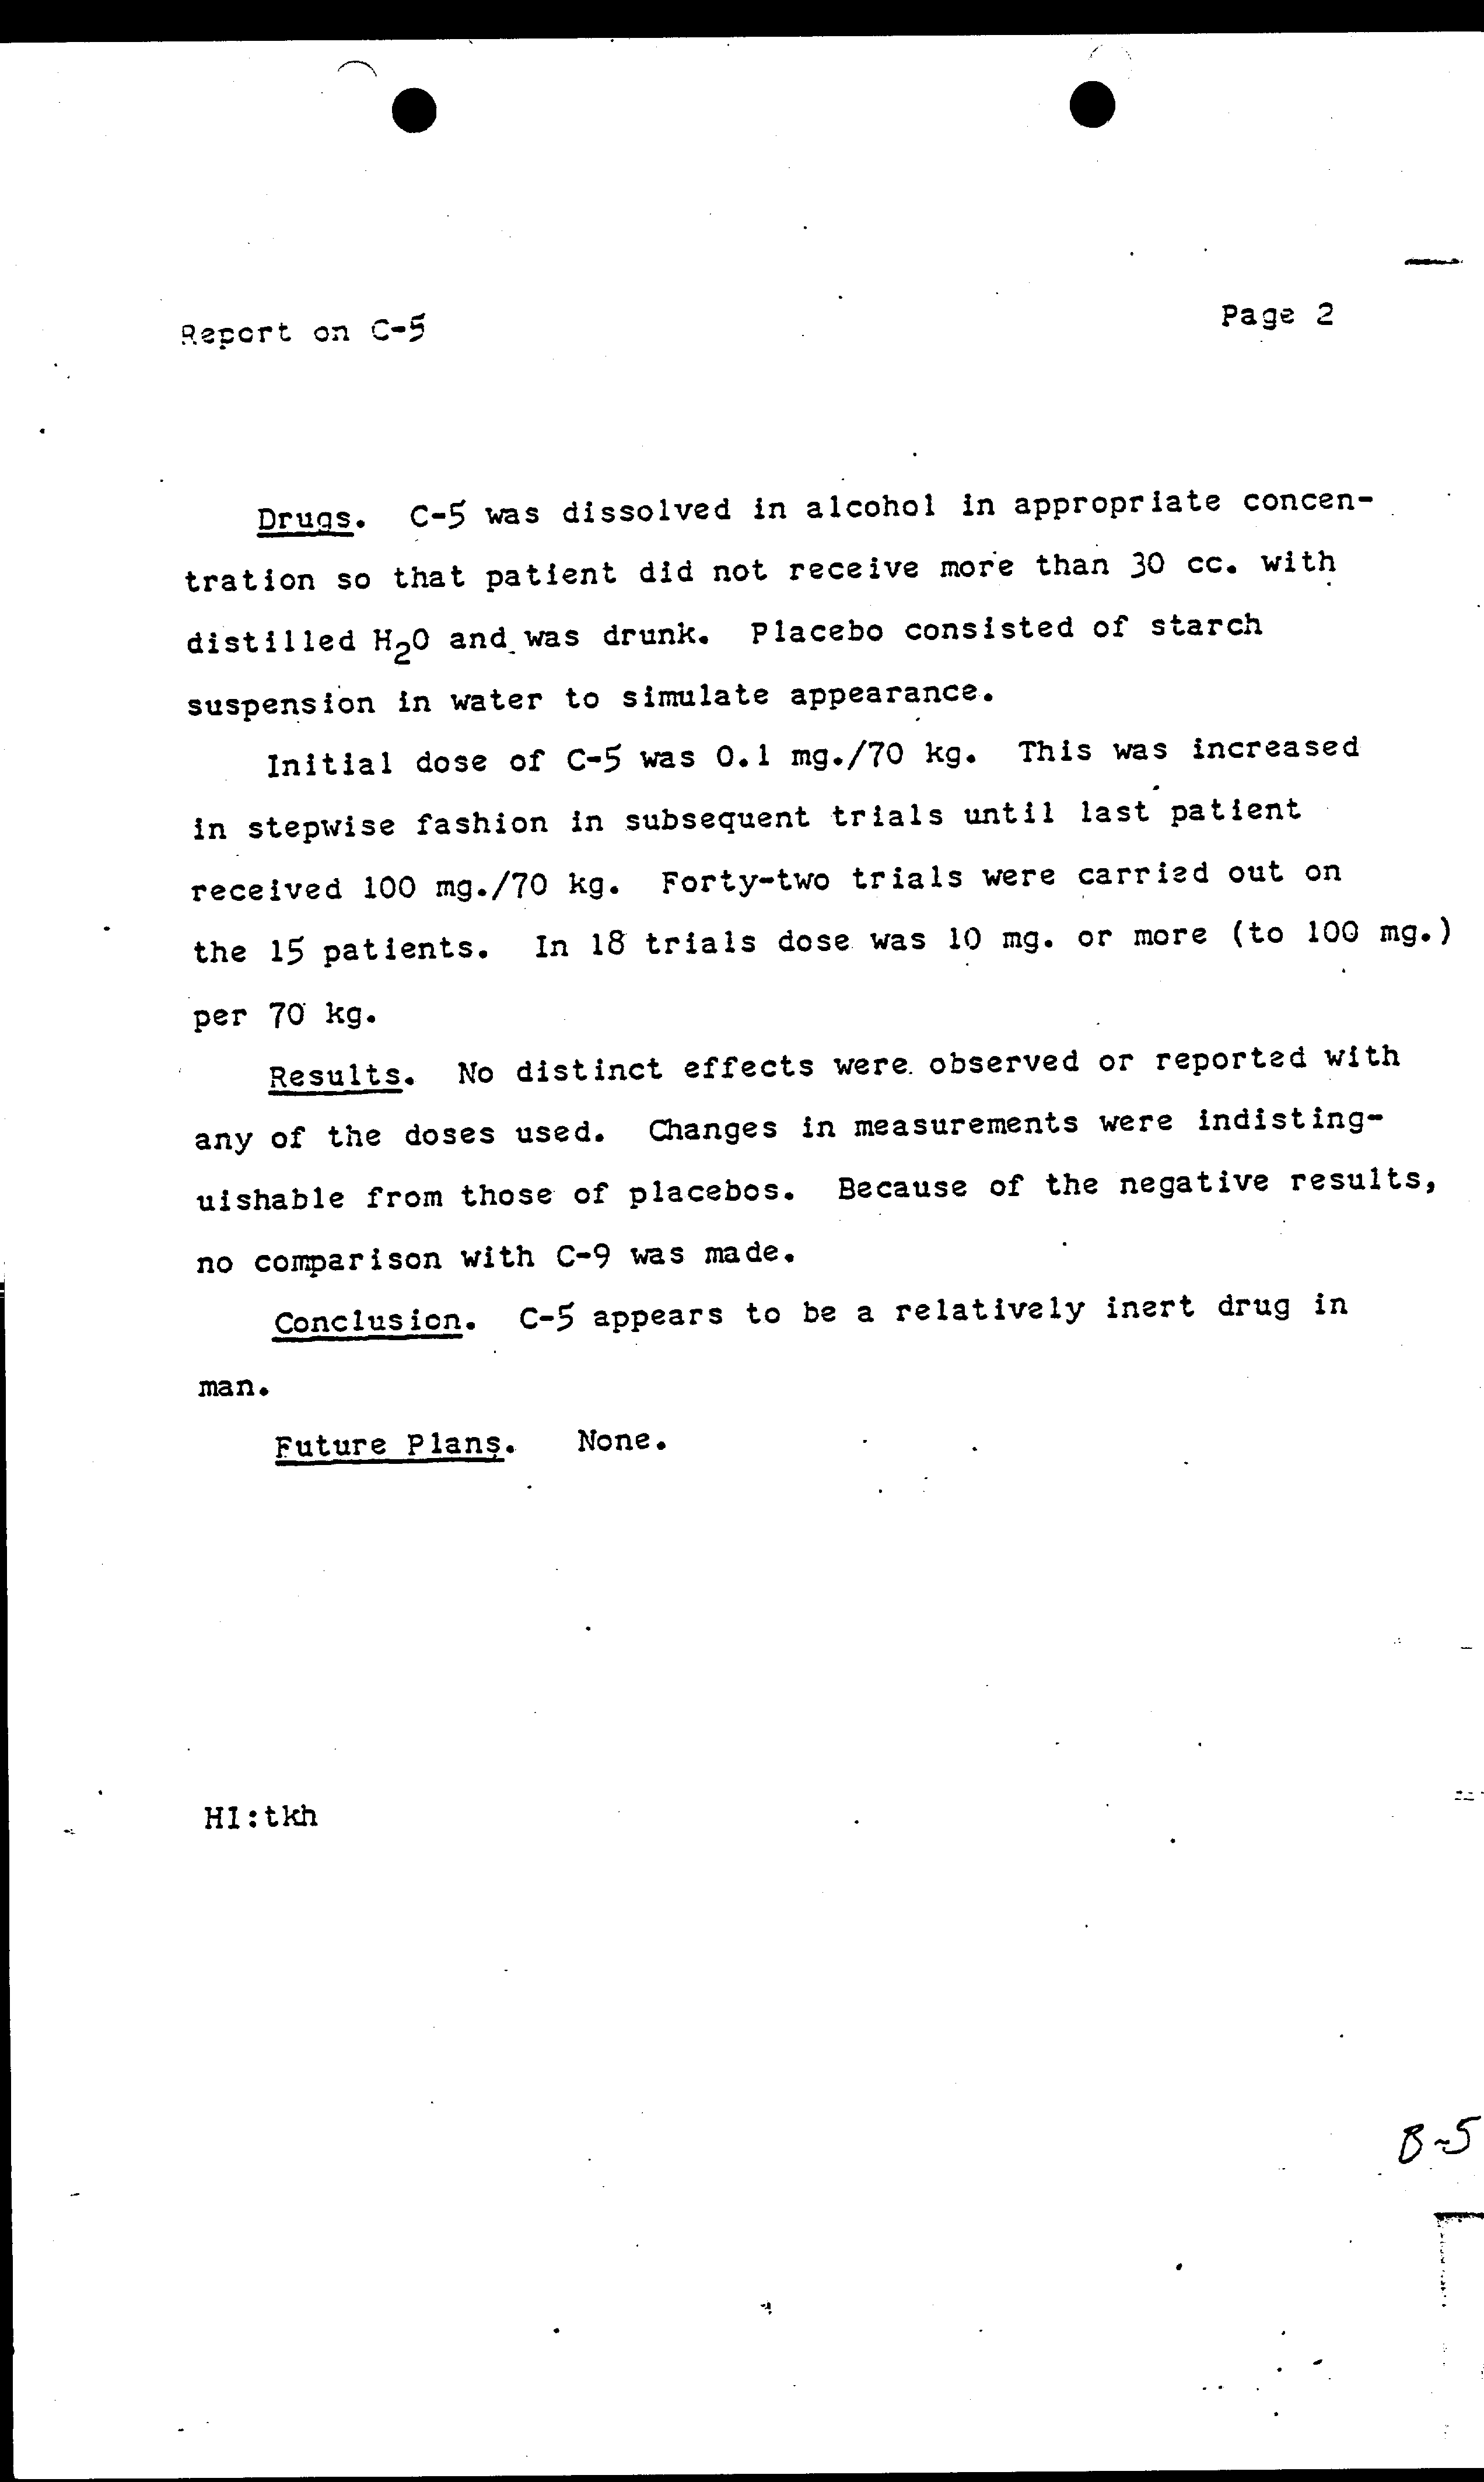 Report on C-5
Page 2
Drugs. C-5 was dissolved in alcohol in appropriate concen-
tration so that patient did not receive more than 30 cc. with
distilled H₂O and was drunk. Placebo consisted of starch
suspension in water to simulate appearance.
Initial dose of C-5 was 0.1 mg./70 kg. This was increased
in stepwise fashion in subsequent trials until last patient
received 100 mg./70 kg. Forty-two trials were carried out on
the 15 patients. In 18 trials dose was 10 mg. or more (to 100 mg.)
per 70 kg.
Results. No distinct effects were observed or reported with
any of the doses used. Changes in measurements were indisting-
uishable from those of placebos. Because of the negative results,
no comparison with C-9 was made.
Conclusion. C-5 appears to be a relatively inert drug in
man.
Future Plans. None.
HI:tkh
B-5